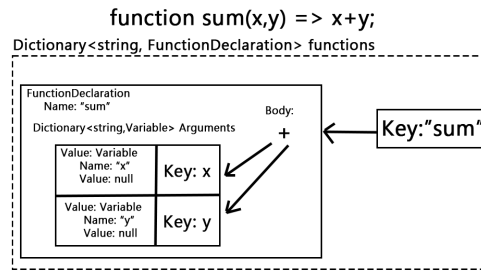 function sum(x,y) => x+y;
Dictionary<string, FunctionDeclaration> functions
FunctionDeclaration
Name: "sum"
Dictionary<string,Variable> Arguments
Body:
+
Key:"sum"
Value: Variable
Name: "x"
Value: null
Key: x
Value: Variable
Name: "y"
Value: null
Key: y